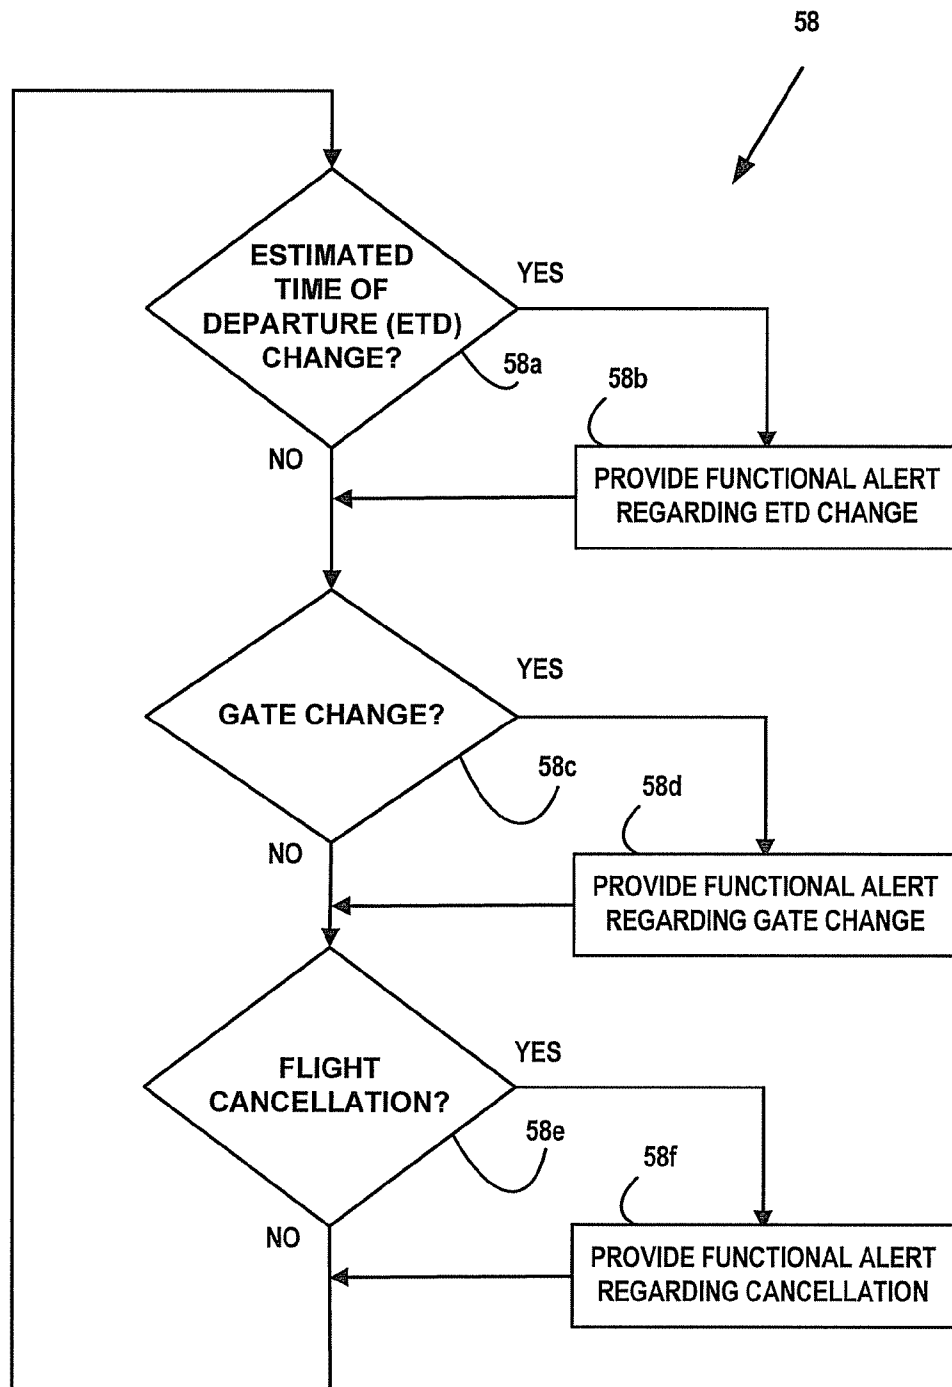 58
ESTIMATED
TIME OF
DEPARTURE (ETD)
CHANGE?
YES
58a
58b
NO
PROVIDE FUNCTIONAL ALERT
REGARDING ETD CHANGE
GATE CHANGE?
YES
58c
58d
NO
PROVIDE FUNCTIONAL ALERT
REGARDING GATE CHANGE
FLIGHT
CANCELLATION?
YES
58e
58f
NO
PROVIDE FUNCTIONAL ALERT
REGARDING CANCELLATION